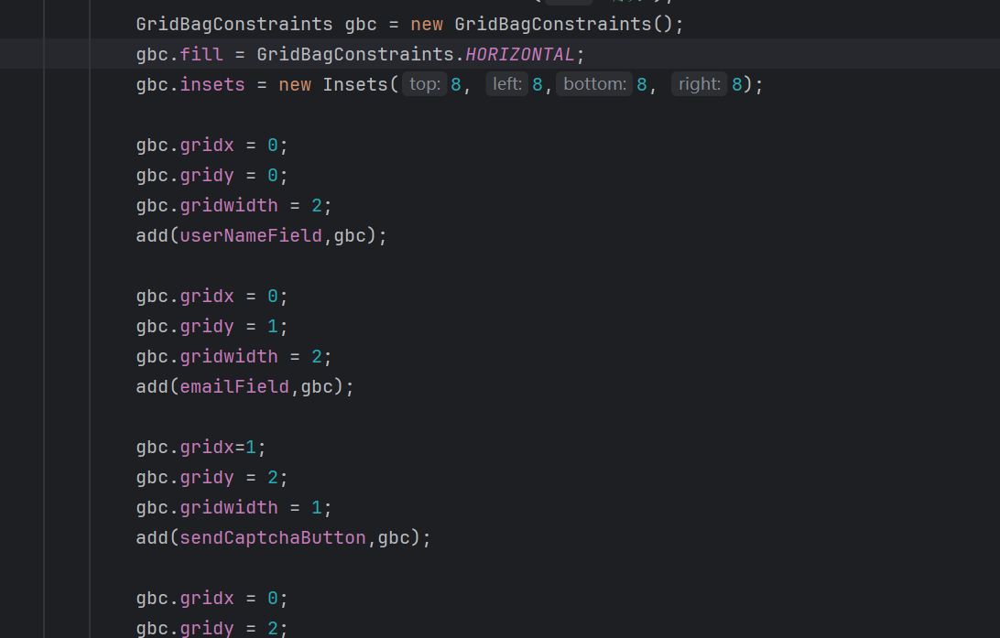 GridBagConstraints gbc = new GridBagConstraints();
gbc.fill = GridBagConstraints.HORIZONTAL;
gbc.insets = new Insets( top: 8, left: 8, bottom: 8, right: 8);
gbc.gridx = 0;
gbc.gridy = 0;
gbc.gridwidth = 2;
add(userNameField,gbc);
gbc.gridx = 0;
gbc.gridy = 1;
gbc.gridwidth = 2;
add(emailField,gbc);
gbc.gridx=1;
gbc.gridy = 2;
gbc.gridwidth = 1;
add(sendCaptchaButton,gbc);
gbc.gridx = 0;
gbc.gridy = 2;